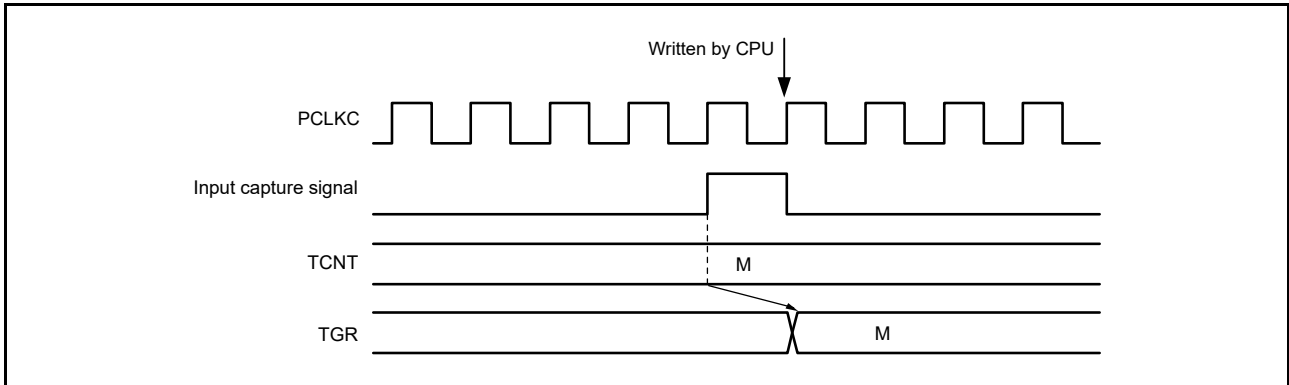 Written by CPU
PCLKC
Input capture signal
TCNT
M
TGR
M